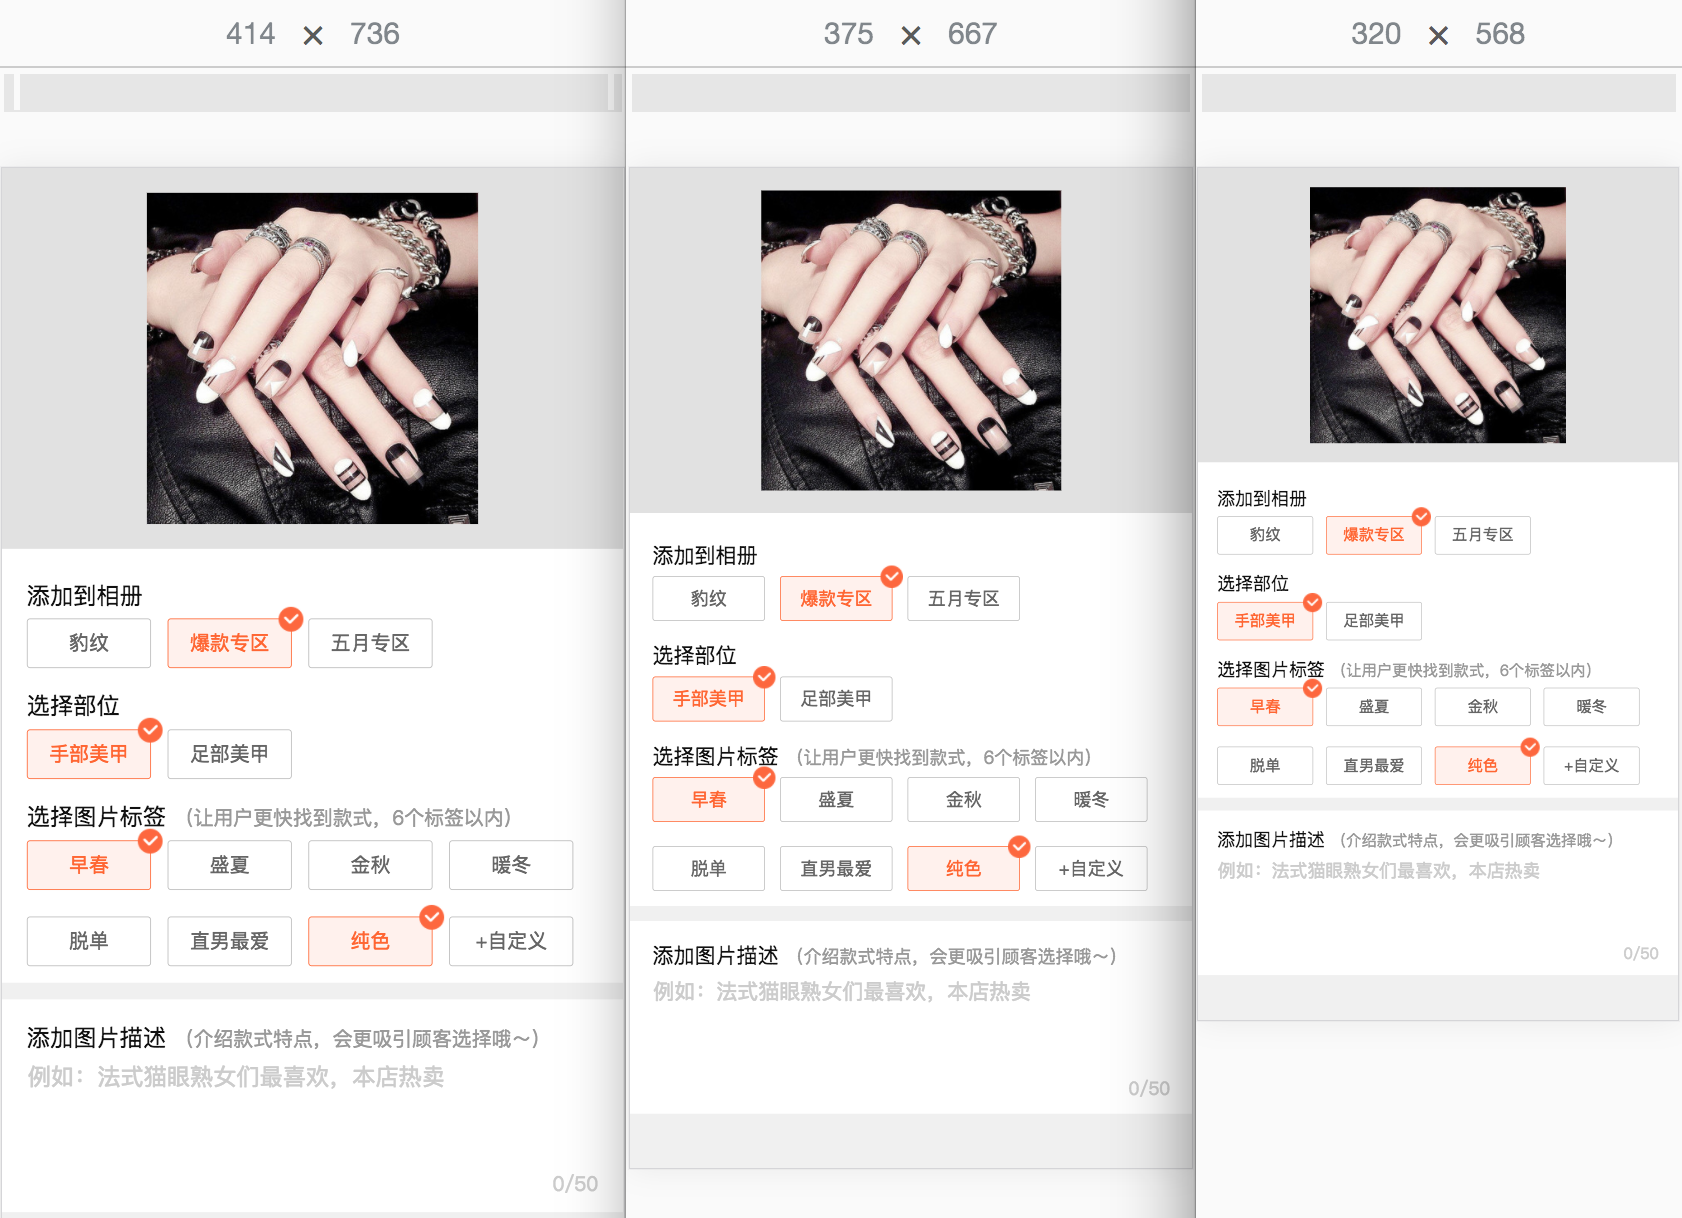 414 × 736
添加到相册
豹纹 爆款专区 五月专区
选择部位
手部美甲 足部美甲
选择图片标签 （让用户更快找到款式，6个标签以内）
早春 盛夏 金秋 暖冬
脱单 直男最爱 纯色 +自定义
添加图片描述 （介绍款式特点，会更吸引顾客选择哦～）
例如：法式猫眼熟女们最喜欢，本店热卖
0/50
375 × 667
添加到相册
豹纹 爆款专区 五月专区
选择部位
手部美甲 足部美甲
选择图片标签 （让用户更快找到款式，6个标签以内）
早春 盛夏 金秋 暖冬
脱单 直男最爱 纯色 +自定义
添加图片描述 （介绍款式特点，会更吸引顾客选择哦～）
例如：法式猫眼熟女们最喜欢，本店热卖
0/50
320 × 568
添加到相册
豹纹 爆款专区 五月专区
选择部位
手部美甲 足部美甲
选择图片标签 （让用户更快找到款式，6个标签以内）
早春 盛夏 金秋 暖冬
脱单 直男最爱 纯色 +自定义
添加图片描述 （介绍款式特点，会更吸引顾客选择哦～）
例如：法式猫眼熟女们最喜欢，本店热卖
0/50